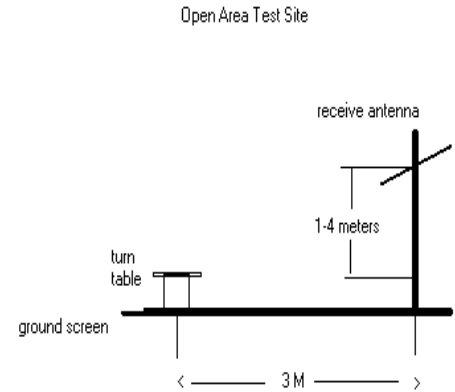 Open Area Test Site
receive antenna
1-4 meters
turn
table
ground screen
3 M